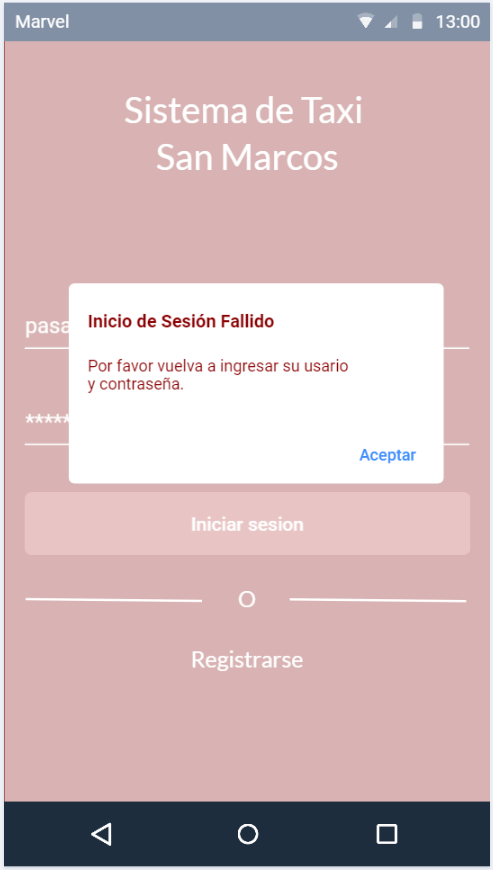 Marvel 13:00
Sistema de Taxi
San Marcos
Inicio de Sesión Fallido
pasa
Por favor vuelva a ingresar su usario
y contraseña.
*****
Aceptar
Iniciar sesion
O
Registrarse